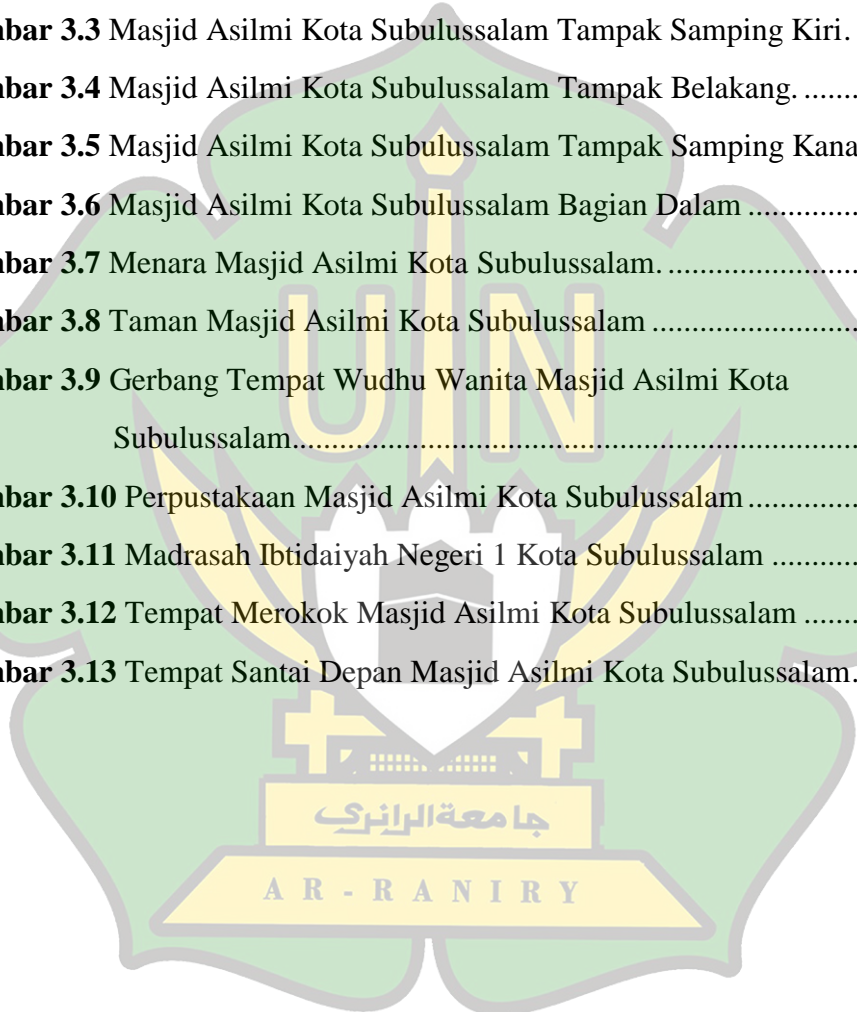 mbar 3.3 Masjid Asilmi Kota Subulussalam Tampak Samping Kiri.
mbar 3.4 Masjid Asilmi Kota Subulussalam Tampak Belakang. .......
mbar 3.5 Masjid Asilmi Kota Subulussalam Tampak Samping Kana
mbar 3.6 Masjid Asilmi Kota Subulussalam Bagian Dalam ..............
mbar 3.7 Menara Masjid Asilmi Kota Subulussalam. ........................
mbar 3.8 Taman Masjid Asilmi Kota Subulussalam ..........................
mbar 3.9 Gerbang Tempat Wudhu Wanita Masjid Asilmi Kota
Subulussalam.......................................................................
mbar 3.10 Perpustakaan Masjid Asilmi Kota Subulussalam ..............
mbar 3.11 Madrasah Ibtidaiyah Negeri 1 Kota Subulussalam ...........
mbar 3.12 Tempat Merokok Masjid Asilmi Kota Subulussalam .......
mbar 3.13 Tempat Santai Depan Masjid Asilmi Kota Subulussalam.
UIN
جامعة الرانري
AR-RANIRY